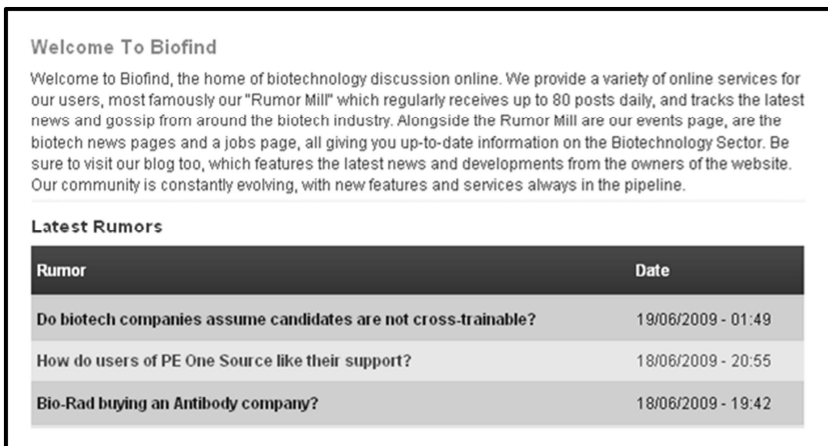 Welcome To Biofind
Welcome to Biofind, the home of biotechnology discussion online. We provide a variety of online services for
our users, most famously our "Rumor Mill" which regularly receives up to 80 posts daily, and tracks the latest
news and gossip from around the biotech industry. Alongside the Rumor Mill are our events page, are the
biotech news pages and a jobs page, all giving you up-to-date information on the Biotechnology Sector. Be
sure to visit our blog too, which features the latest news and developments from the owners of the website.
Our community is constantly evolving, with new features and services always in the pipeline.
Latest Rumors
Rumor Date
Do biotech companies assume candidates are not cross-trainable? 19/06/2009 - 01:49
How do users of PE One Source like their support? 18/06/2009 - 20:55
Bio-Rad buying an Antibody company? 18/06/2009 - 19:42